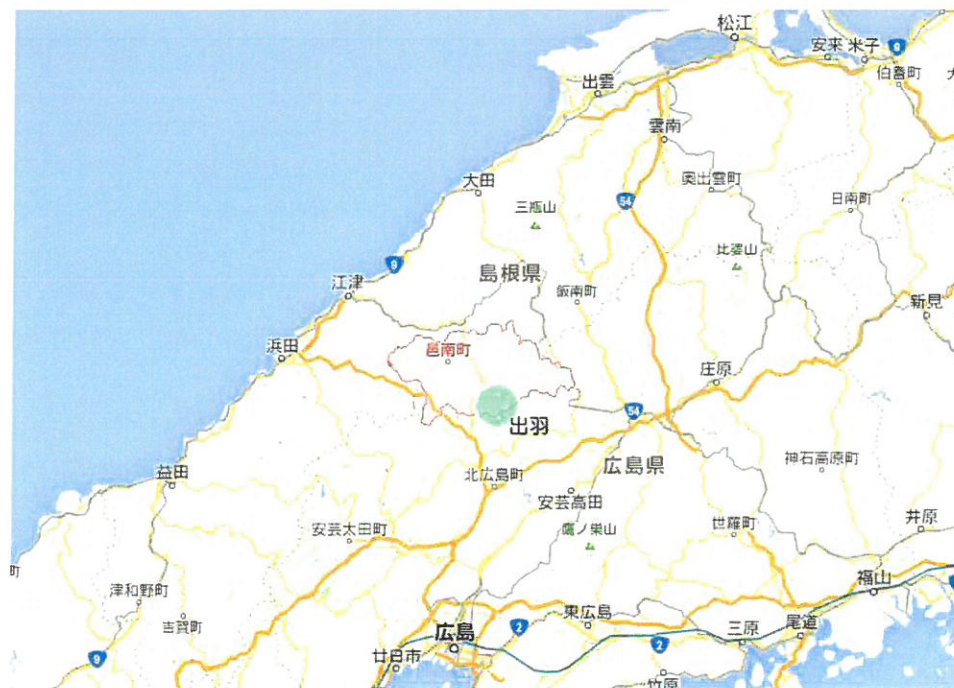 松江
安来
米子
9
伯耆町
出雲
雲南
大田
奥出雲町
三瓶山
54
日南町
比婆山
9
島根県
江津
飯南町
新見
浜田
邑南町
庄原
54
出羽
広島県
神石高原町
益田
北広島町
安芸高田
安芸太田町
鷹ノ巣山
世羅町
井原
町
津和野町
福山
吉賀町
東広島
2
広島
三原
尾道
2
9
廿日市
竹原